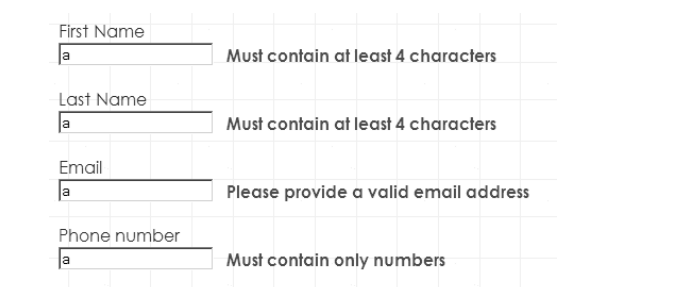 First Name
a Must contain at least 4 characters
Last Name
a Must contain at least 4 characters
Email
a Please provide a valid email address
Phone number
a Must contain only numbers